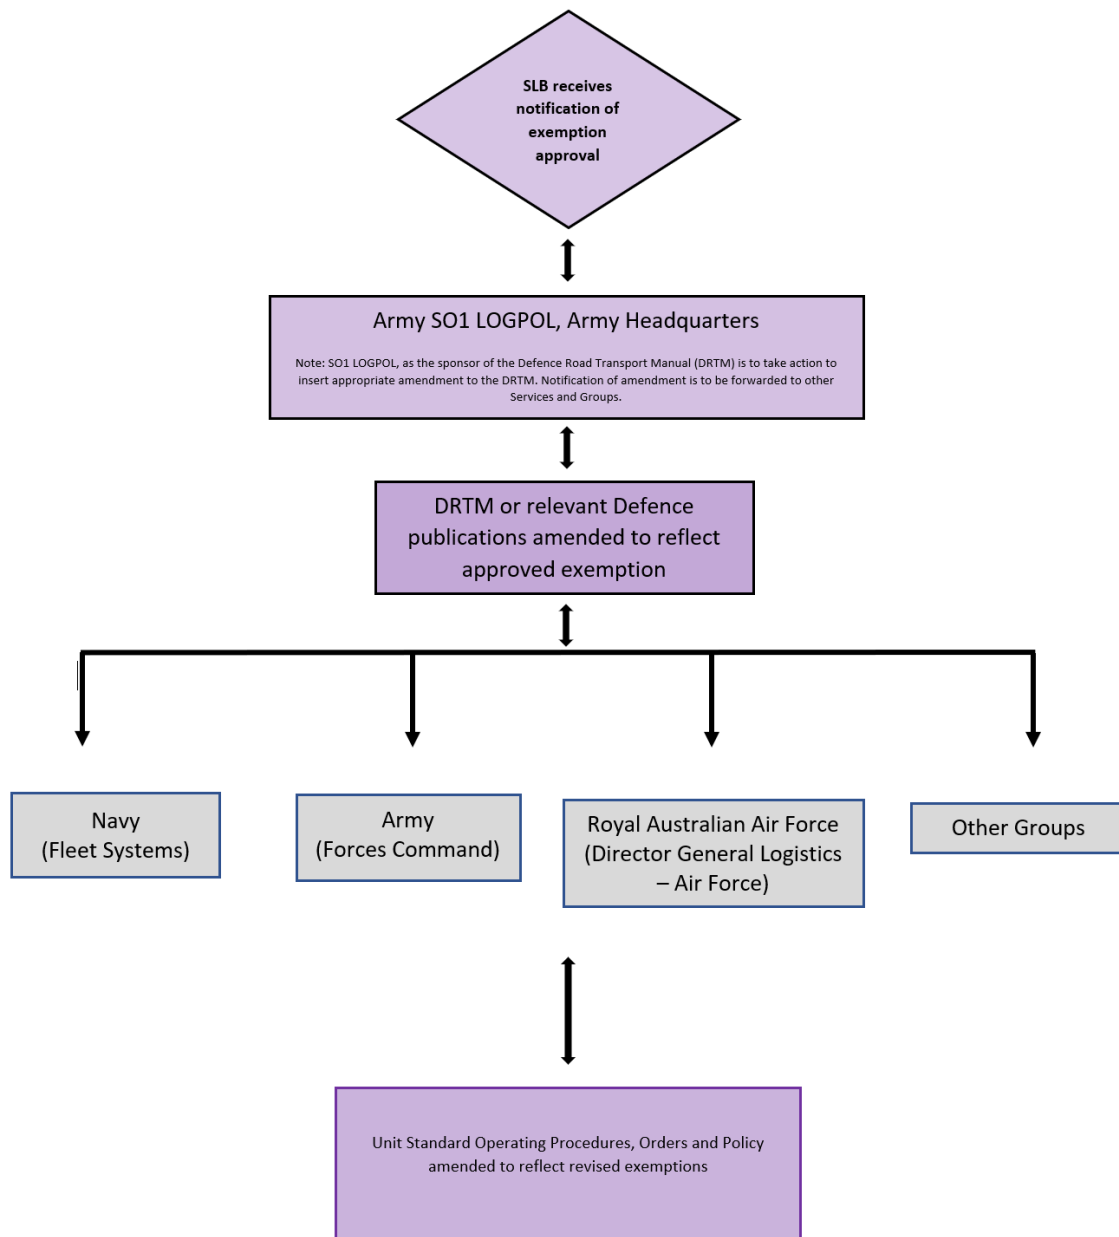 SLB receives
notification of
exemption
approval
Army SO1 LOGPOL, Army Headquarters
Note: SO1 LOGPOL, as the sponsor of the Defence Road Transport Manual (DRTM) is to take action to
insert appropriate amendment to the DRTM. Notification of amendment is to be forwarded to other
Services and Groups.
DRTM or relevant Defence
publications amended to reflect
approved exemption
Navy
(Fleet Systems)
Army
(Forces Command)
Royal Australian Air Force
(Director General Logistics
– Air Force)
Other Groups
Unit Standard Operating Procedures, Orders and Policy
amended to reflect revised exemptions